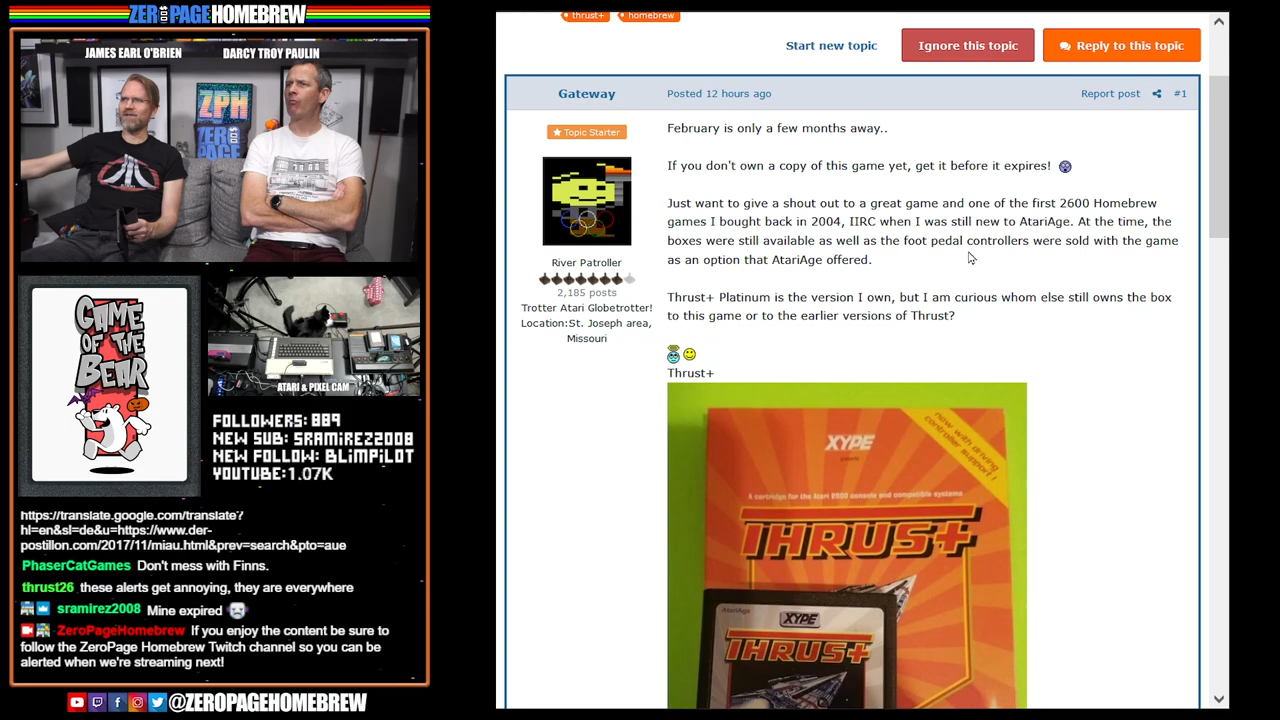 ZEROPAGE HOMEBREW
JAMES EARL O'BRIEN
DARCY TROY PAULIN
ZPH
ZERO
PAGE
GAME
OF THE
BEAR
ATARI & PIXEL CAM
FOLLOWERS: 889
NEW SUB: SRAMIREZ2008
NEW FOLLOW: BLIMPILOT
YOUTUBE: 1.07K
https://translate.google.com/translate?
hl=en&sl=de&u=https://www.der-
postillon.com/2017/11/miau.html&prev=search&pto=aue
PhaserCatGames Don't mess with Finns.
thrust26 these alerts get annoying, they are everywhere
sramirez2008 Mine expired
ZeroPageHomebrew If you enjoy the content be sure to
follow the ZeroPage Homebrew Twitch channel so you can be
alerted when we're streaming next!
@ZEROPAGEHOMEBREW
thrust+ homebrew
Start new topic
Ignore this topic
Reply to this topic
Gateway
Posted 12 hours ago
Report post
#1
Topic Starter
River Patroller
2,185 posts
Trotter Atari Globetrotter!
Location:St. Joseph area,
Missouri
February is only a few months away..
If you don't own a copy of this game yet, get it before it expires!
Just want to give a shout out to a great game and one of the first 2600 Homebrew
games I bought back in 2004, IIRC when I was still new to AtariAge. At the time, the
boxes were still available as well as the foot pedal controllers were sold with the game
as an option that AtariAge offered.
Thrust+ Platinum is the version I own, but I am curious whom else still owns the box
to this game or to the earlier versions of Thrust?
Thrust+
new with driving
controller support!
XYPE
presents
A cartridge for the Atari 2600 console and compatible systems
THRUST+
AtariAge
XYPE
THRUST+